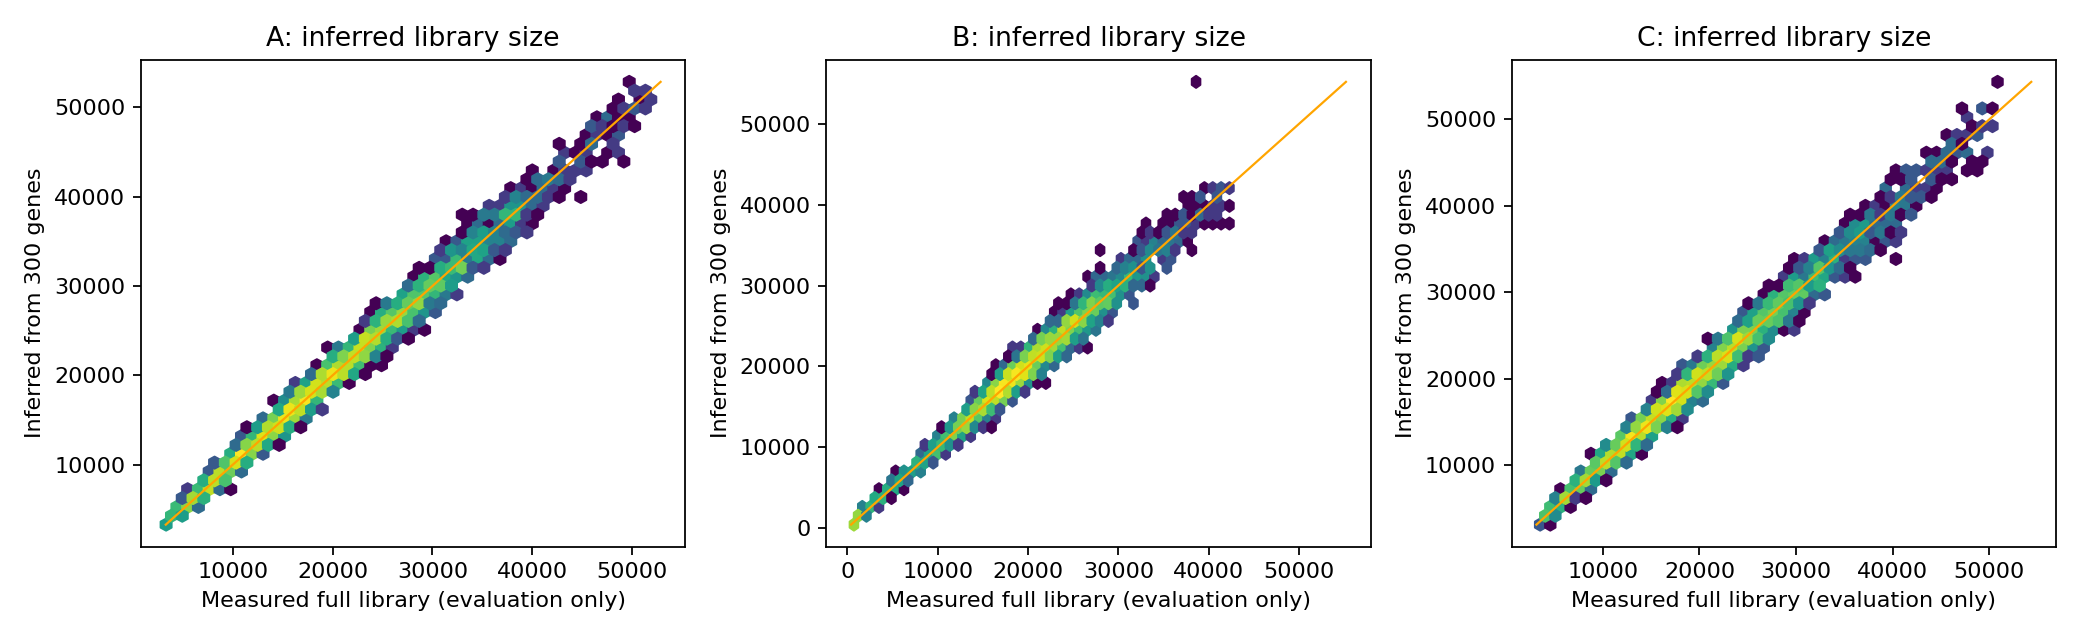 A: inferred library size
Inferred from 300 genes
50000
40000
30000
20000
10000
10000 20000 30000 40000 50000
Measured full library (evaluation only)
B: inferred library size
Inferred from 300 genes
50000
40000
30000
20000
10000
0
0 10000 20000 30000 40000 50000
Measured full library (evaluation only)
C: inferred library size
Inferred from 300 genes
50000
40000
30000
20000
10000
10000 20000 30000 40000 50000
Measured full library (evaluation only)